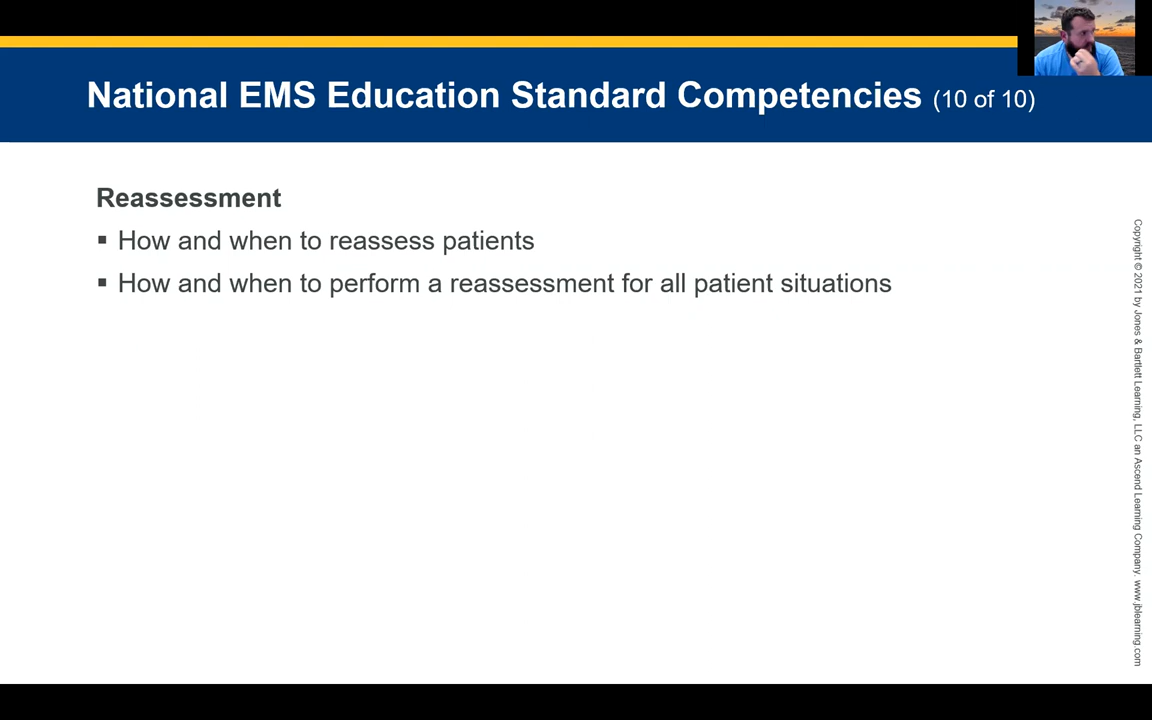 National EMS Education Standard Competencies (10 of 10)
Reassessment
▪ How and when to reassess patients
▪ How and when to perform a reassessment for all patient situations
Copyright © 2021 by Jones & Bartlett Learning, LLC an Ascend Learning Company. www.jblearning.com